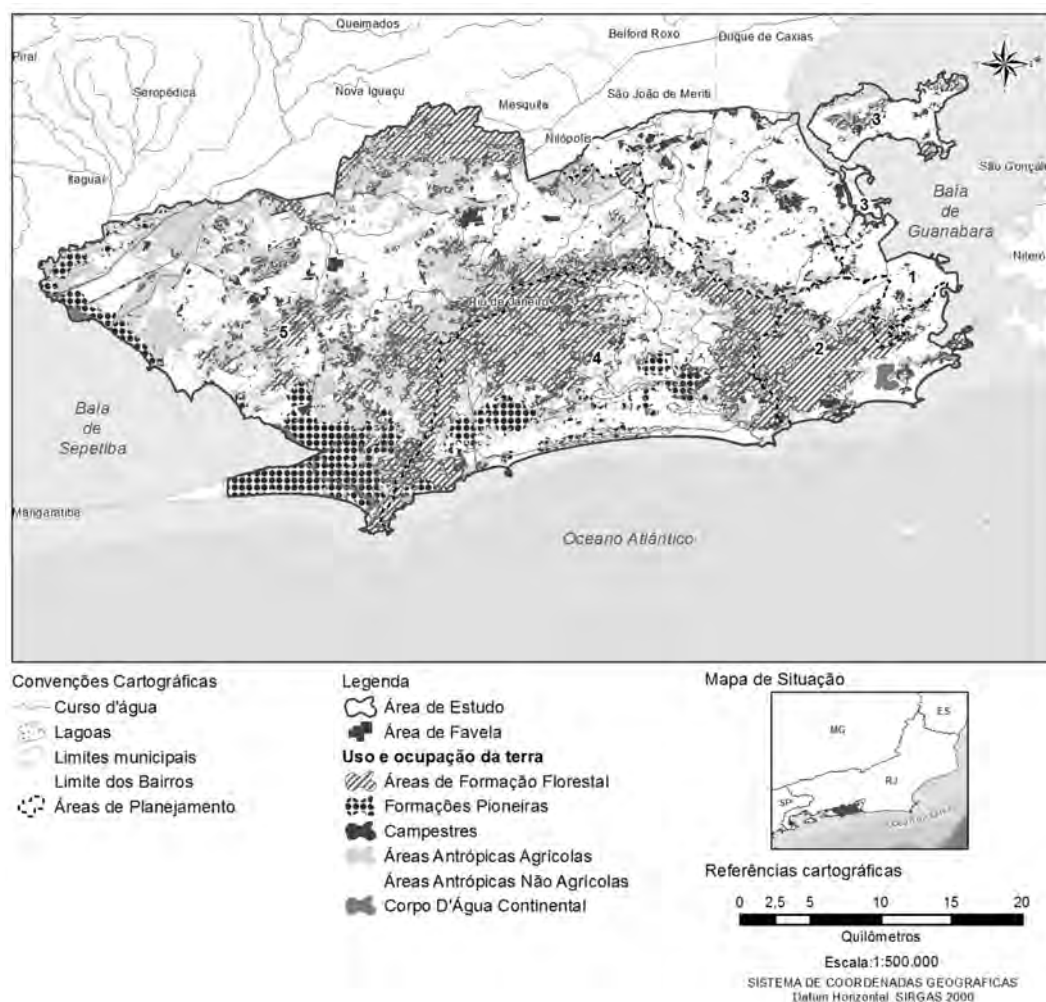 Queimados
Belford Roxo
Duque de Caxias
Piraí
Seropédica
Nova Iguaçu
Mesquita
São João de Meriti
Nilópolis
3
São Gonçalo
Itaguaí
3
3
Baía
de
Guanabara
Niteró
1
Rio de Janeiro
5
4
2
Baía
de
Sepetiba
Mangaratiba
Oceano Atlântico
Convenções Cartográficas
Curso d'água
Lagoas
Limites municipais
Limite dos Bairros
Áreas de Planejamento
Legenda
Área de Estudo
Área de Favela
Uso e ocupação da terra
Áreas de Formação Florestal
Formações Pioneiras
Campestres
Áreas Antrópicas Agrícolas
Áreas Antrópicas Não Agrícolas
Corpo D'Água Continental
Mapa de Situação
MG
ES
RJ
SP
Referências cartográficas
0 2,5 5 10 15 20
Quilômetros
Escala:1:500.000
SISTEMA DE COORDENADAS GEOGRÁFICAS
Datum Horizontal SIRGAS 2000